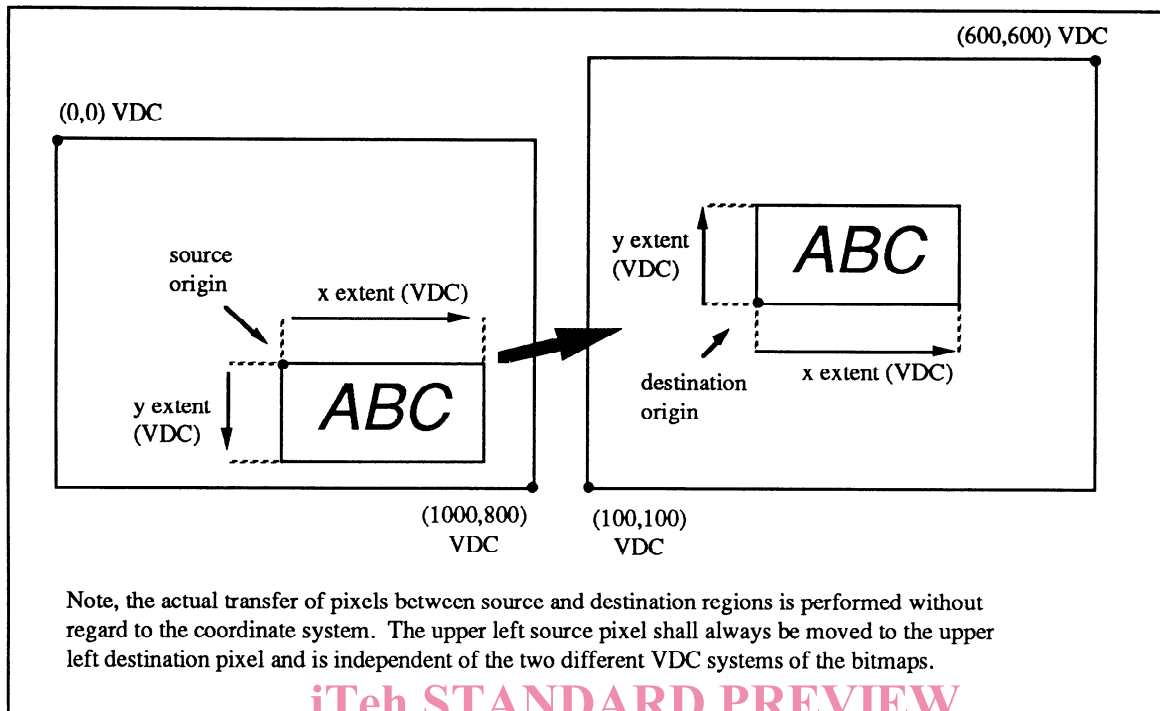 (600,600) VDC
(0,0) VDC
source
origin
x extent (VDC)
y extent
(VDC)
ABC
(1000,800)
VDC
y extent
(VDC)
ABC
destination
origin
x extent (VDC)
(100,100)
VDC
Note, the actual transfer of pixels between source and destination regions is performed without
regard to the coordinate system. The upper left source pixel shall always be moved to the upper
left destination pixel and is independent of the two different VDC systems of the bitmaps.
iTeh STANDARD PREVIEW